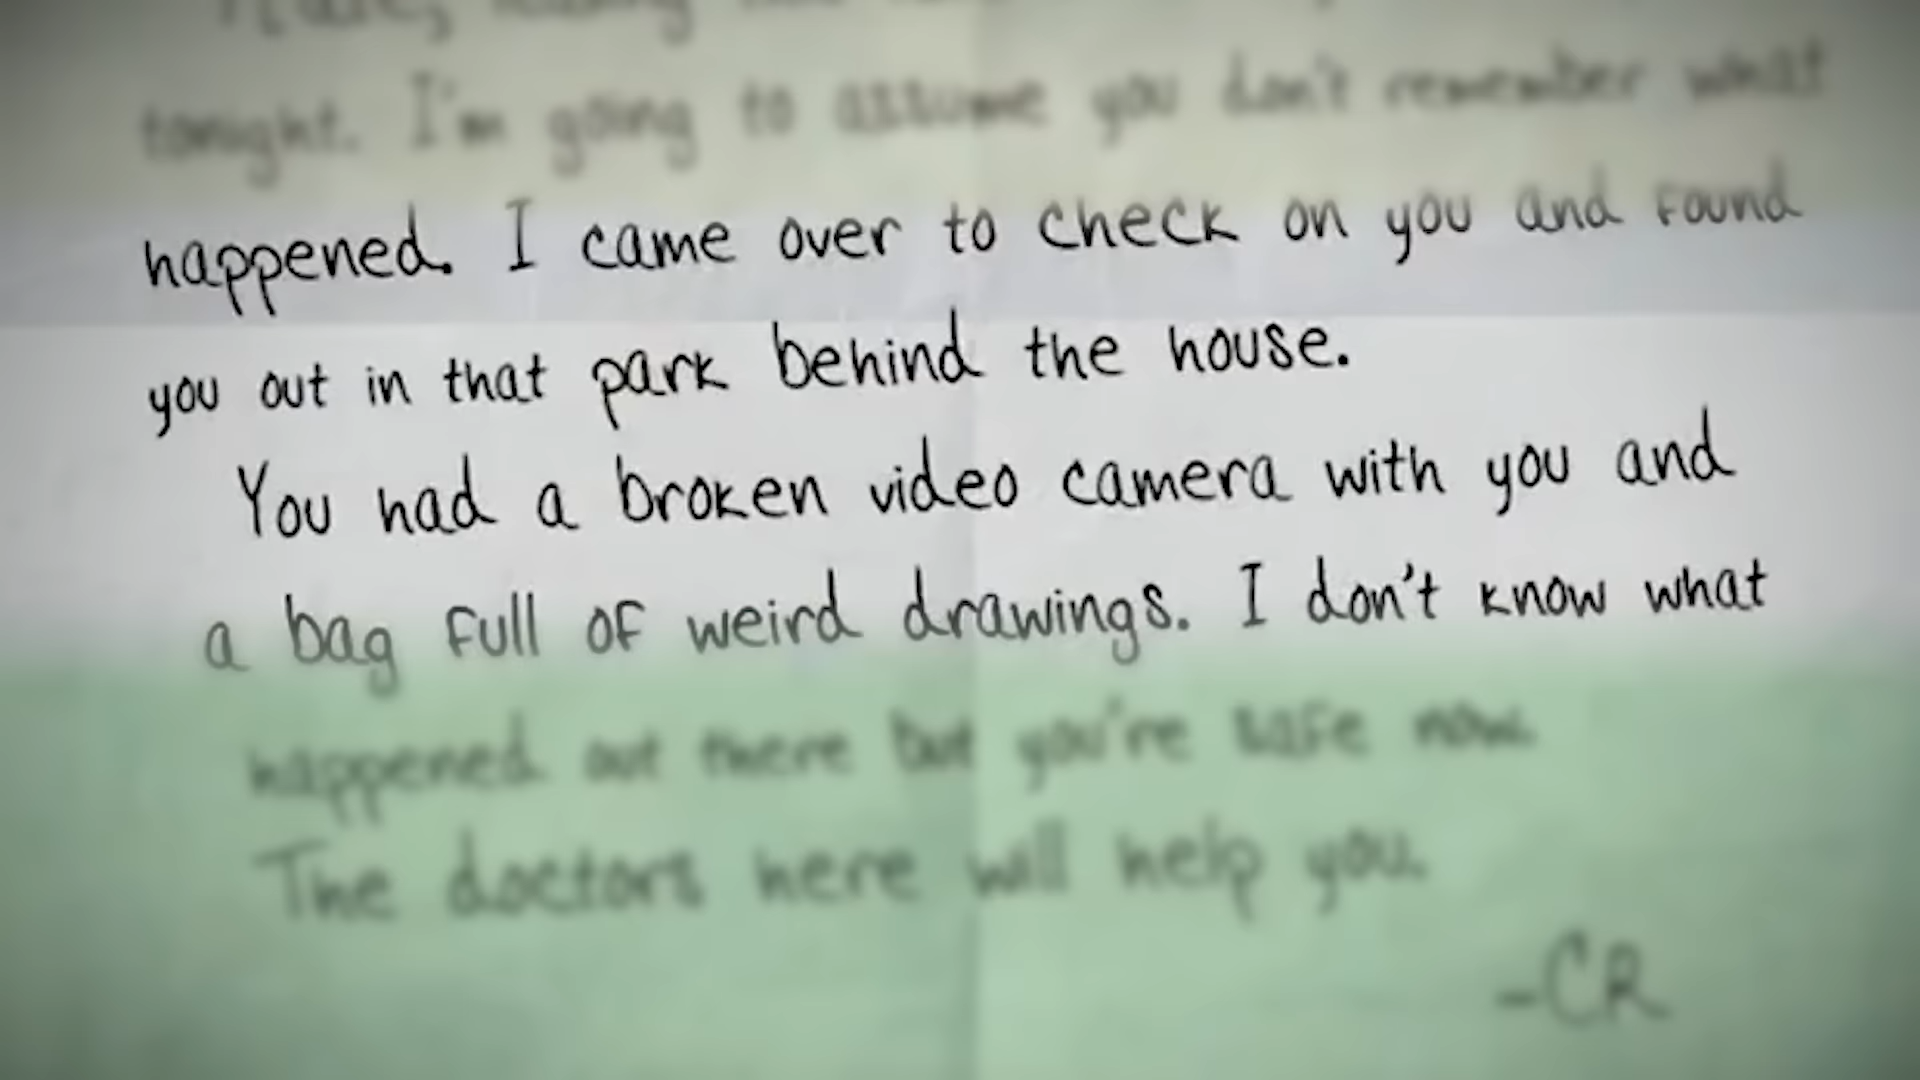 tonight. I'm going to assume you don't remember what
happened. I came over to check on you and found
you out in that park behind the house.
You had a broken video camera with you and
a bag full of weird drawings. I don't know what
happened out there but you're safe now.
The doctors here will help you.
-CR